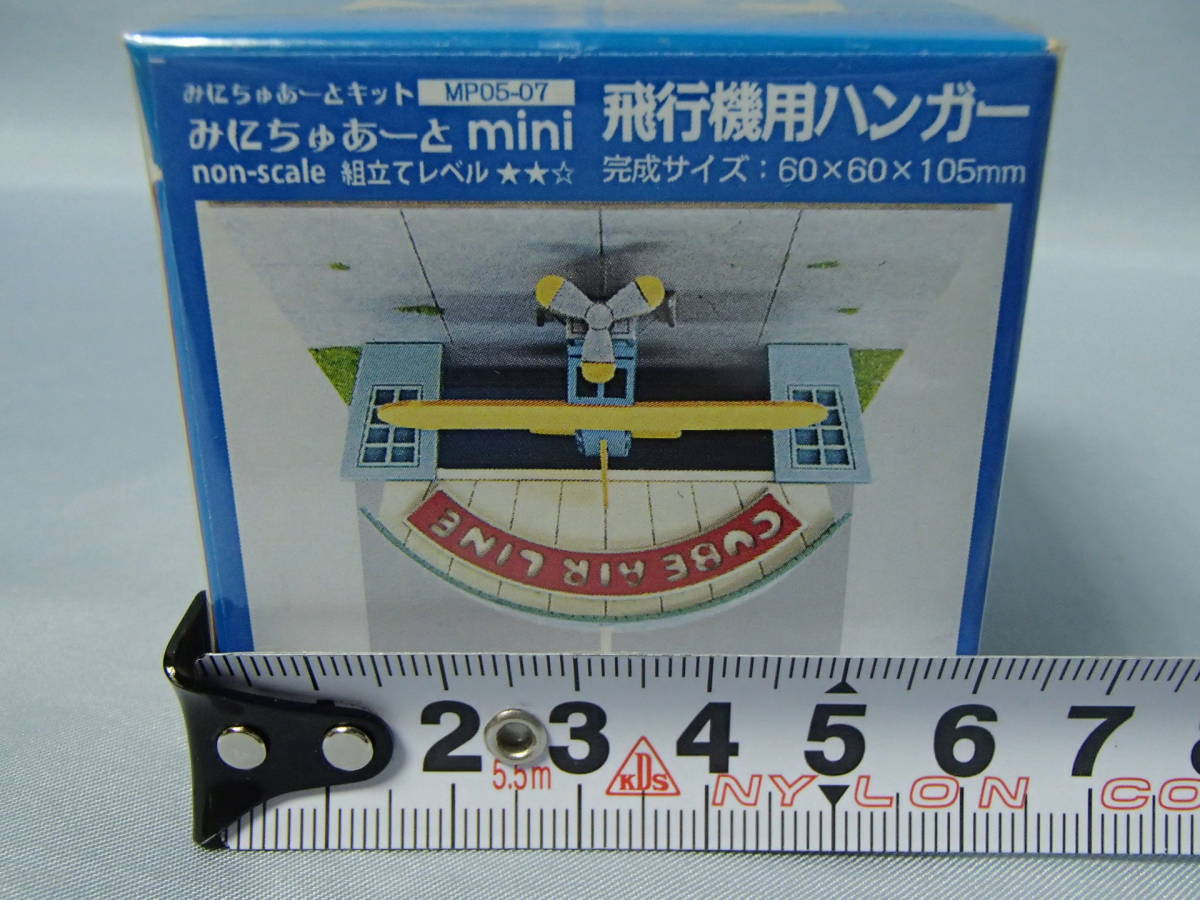 みにちゅあーとキット MP05-07
みにちゅあーと mini
non-scale 組立てレベル ★★☆
飛行機用ハンガー
完成サイズ：60×60×105mm
CUBE AIR LINE
2 3 4 5 6 7
5.5m KDS NYLON CO